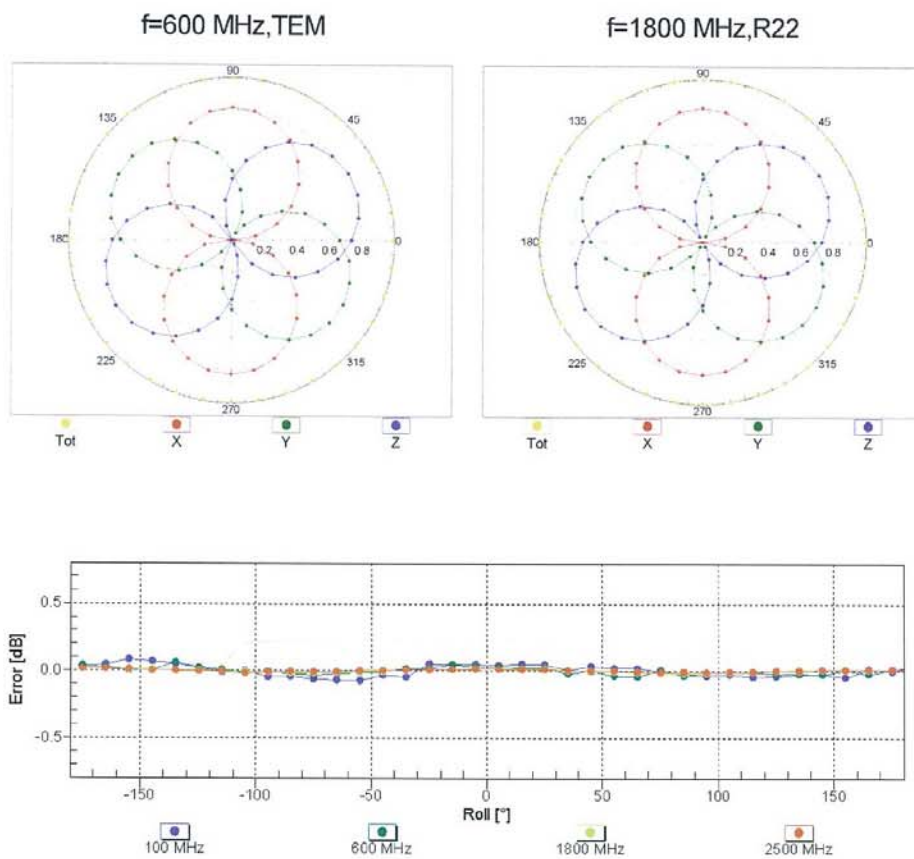 f=600 MHz,TEM
f=1800 MHz,R22
90
135
45
180
0.2 0.4 0.6 0.8
0
225
315
270
Tot X Y Z
90
135
45
180
0.2 0.4 0.6 0.8
0
225
315
270
Tot X Y Z
Error [dB]
0.5
0.0
-0.5
-150 -100 -50 0 50 100 150
Roll [°]
100 MHz 600 MHz 1800 MHz 2500 MHz